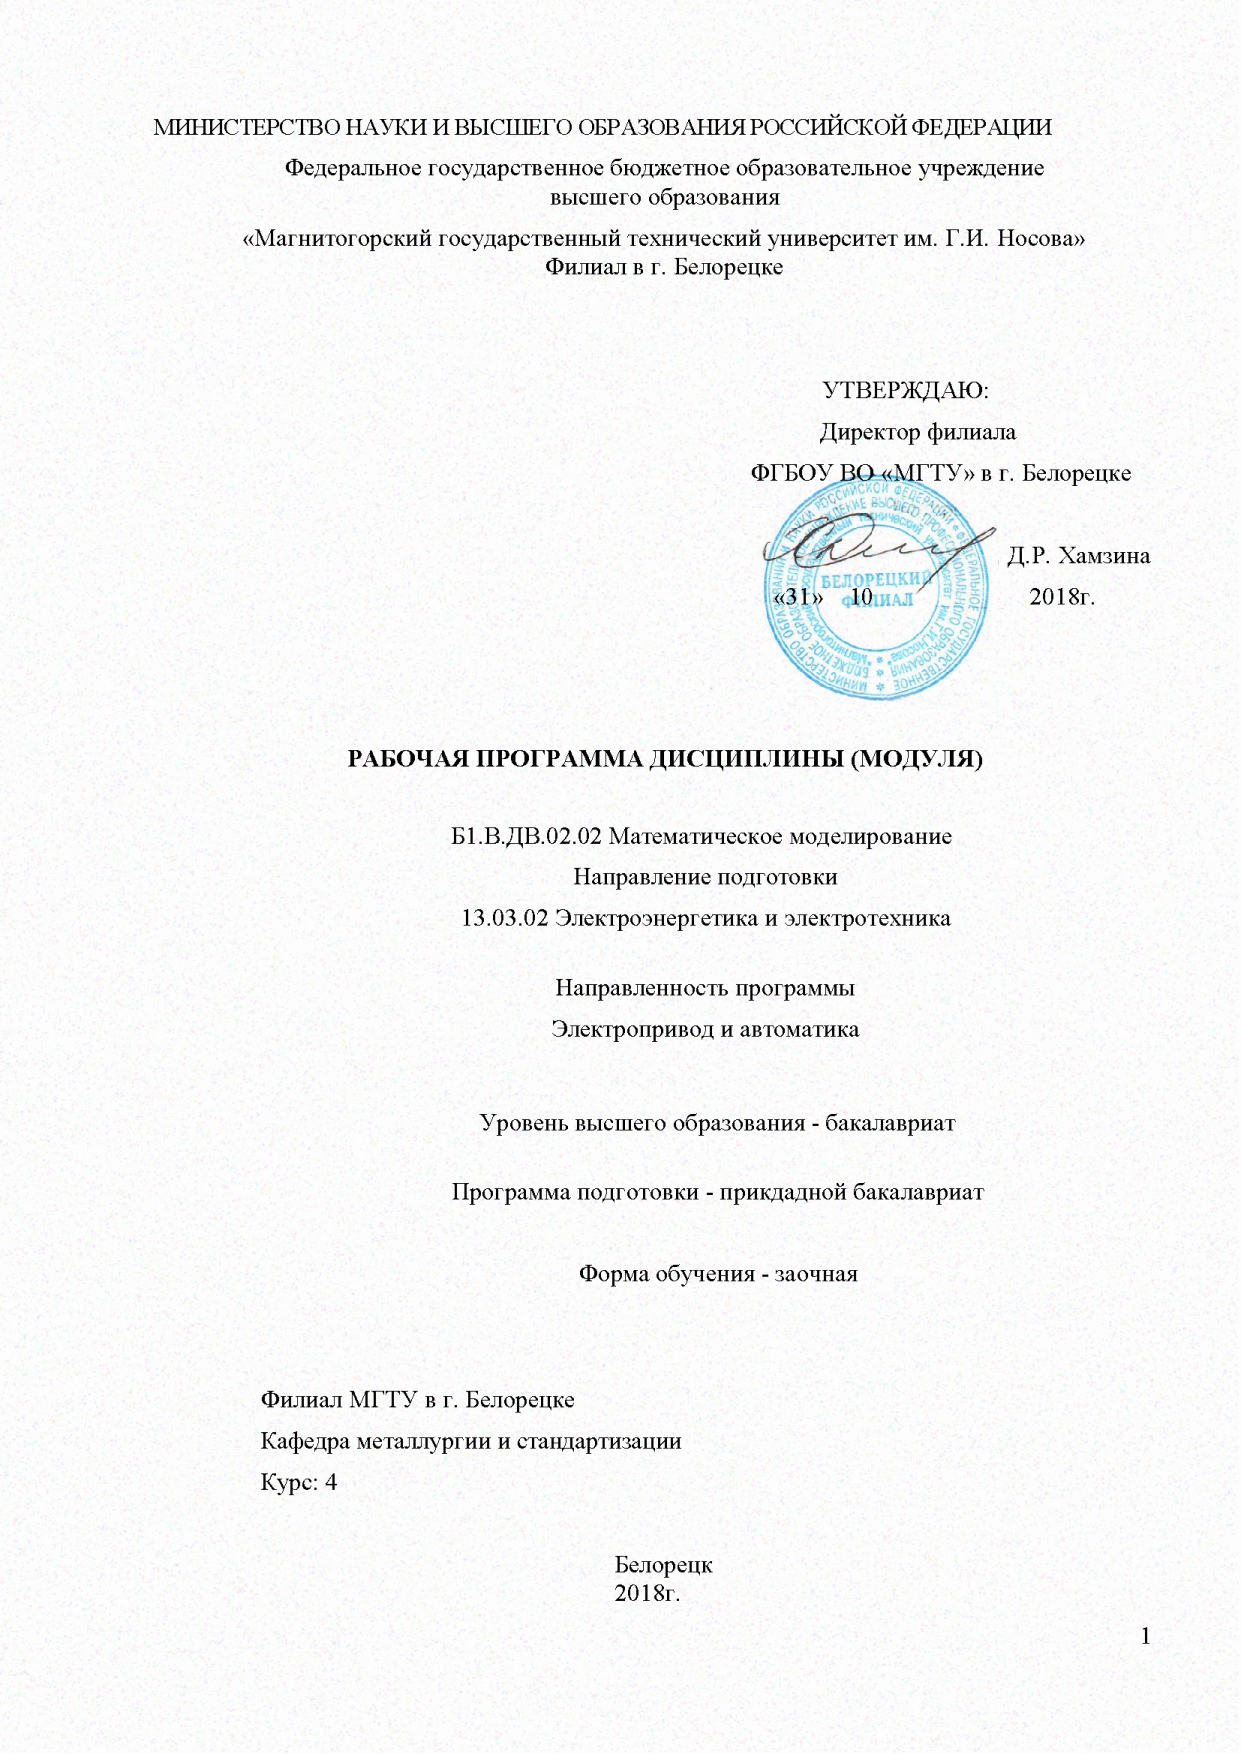 МИНИСТЕРСТВО НАУКИ И ВЫСШЕГО ОБРАЗОВАНИЯ РОССИЙСКОЙ ФЕДЕРАЦИИ
Федеральное государственное бюджетное образовательное учреждение
высшего образования
«Магнитогорский государственный технический университет им. Г.И. Носова»
Филиал в г. Белорецке
УТВЕРЖДАЮ:
Директор филиала
ФГБОУ ВО «МГТУ» в г. Белорецке
Д.Р. Хамзина
БЕЛОРЕЦКИЙ
ФИЛИАЛ
«31» 10 2018г.
РАБОЧАЯ ПРОГРАММА ДИСЦИПЛИНЫ (МОДУЛЯ)
Б1.В.ДВ.02.02 Математическое моделирование
Направление подготовки
13.03.02 Электроэнергетика и электротехника
Направленность программы
Электропривод и автоматика
Уровень высшего образования - бакалавриат
Программа подготовки - прикдадной бакалавриат
Форма обучения - заочная
Филиал МГТУ в г. Белорецке
Кафедра металлургии и стандартизации
Курс: 4
Белорецк
2018г.
1